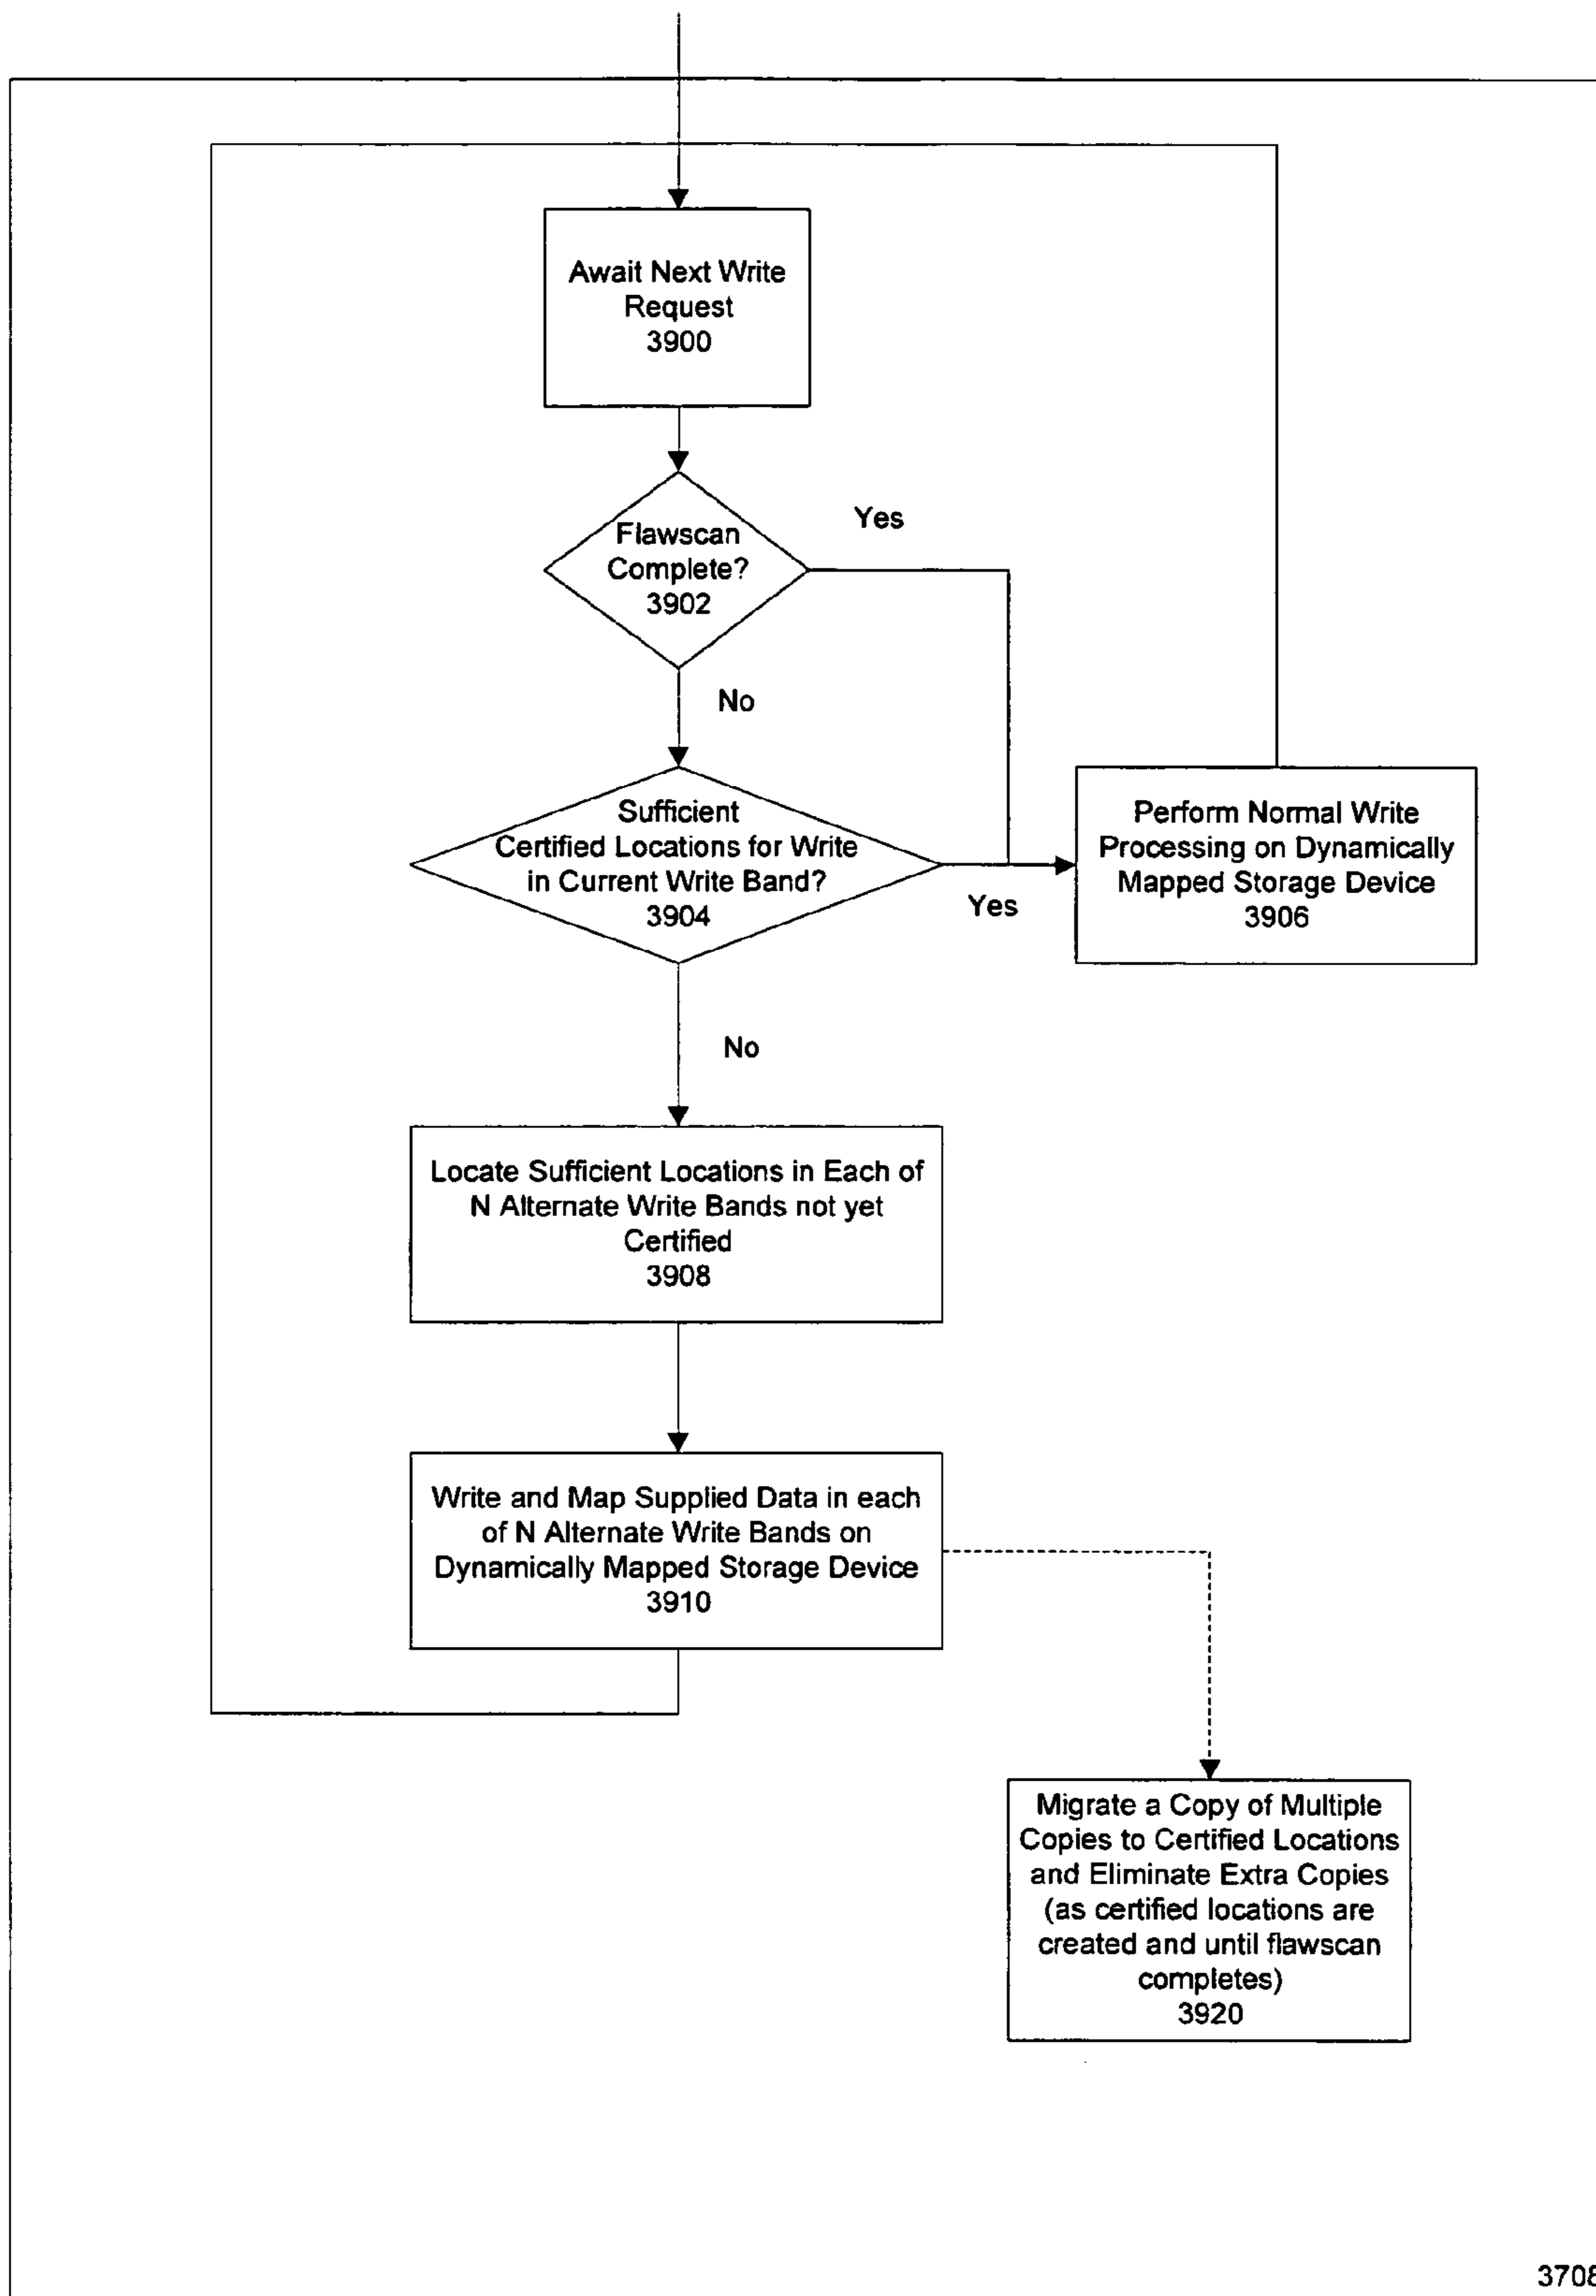 Await Next Write
Request
3900
Flawscan
Complete?
3902
Yes
No
Sufficient
Certified Locations for Write
in Current Write Band?
3904
Yes
Perform Normal Write
Processing on Dynamically
Mapped Storage Device
3906
No
Locate Sufficient Locations in Each of
N Alternate Write Bands not yet
Certified
3908
Write and Map Supplied Data in each
of N Alternate Write Bands on
Dynamically Mapped Storage Device
3910
Migrate a Copy of Multiple
Copies to Certified Locations
and Eliminate Extra Copies
(as certified locations are
created and until flawscan
completes)
3920
3708